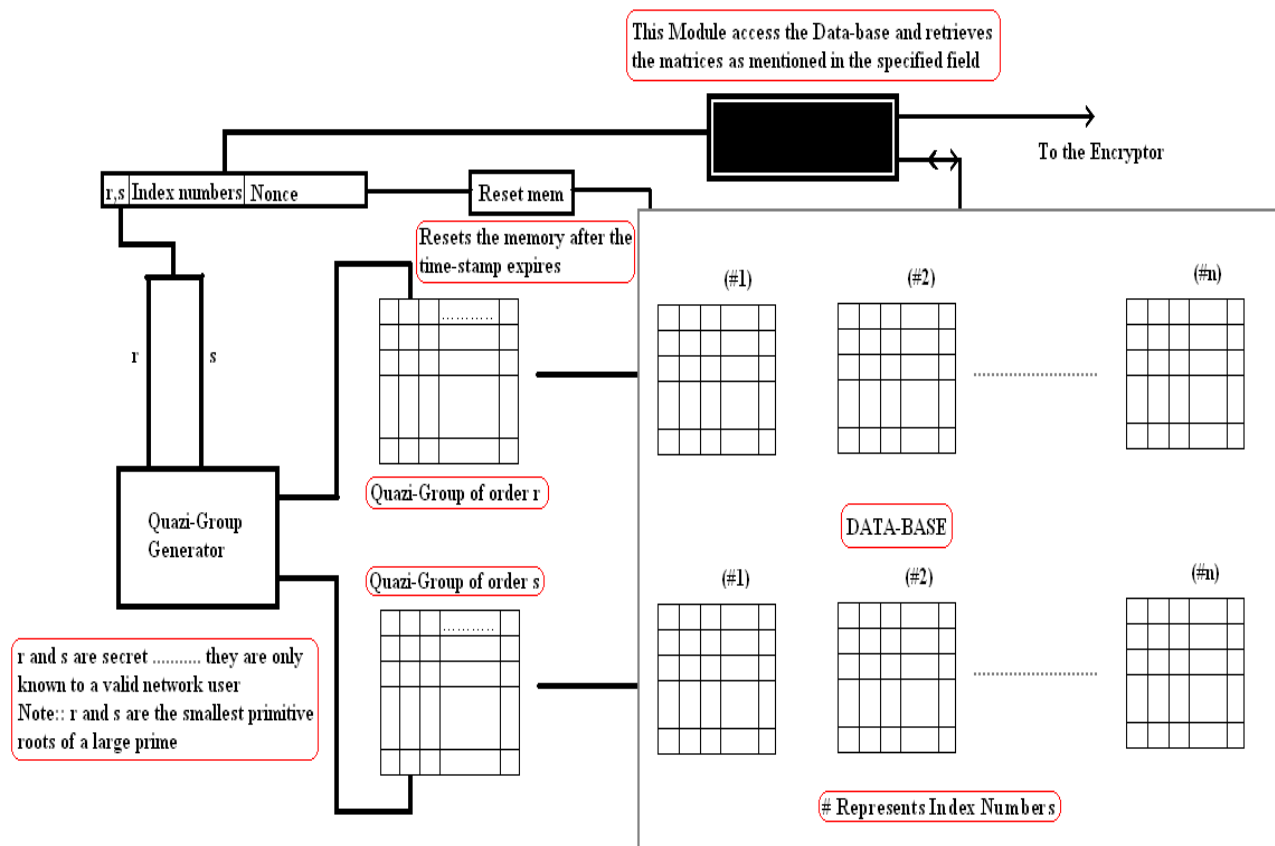 This Module access the Data-base and retrieves
the matrices as mentioned in the specified field
To the Encryptor
r,s Index numbers Nonce
Reset mem
Resets the memory after the
time-stamp expires
(#1) (#2) (#n)
...........
r s
Quazi-Group of order r
Quazi-Group
Generator
DATA-BASE
Quazi-Group of order s
(#1) (#2) (#n)
...........
r and s are secret ........... they are only
known to a valid network user
Note:: r and s are the smallest primitive
roots of a large prime
# Represents Index Numbers